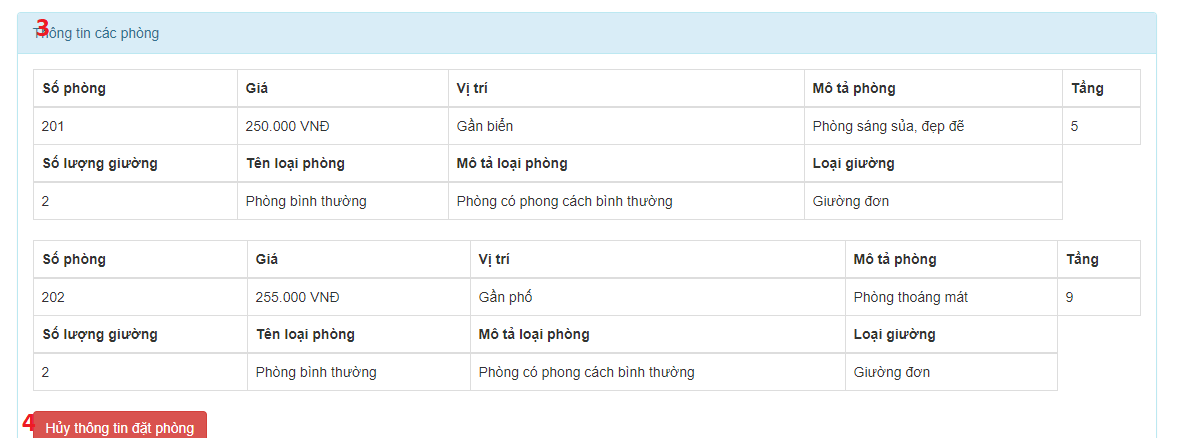 3
Thông tin các phòng
Số phòng Giá Vị trí Mô tả phòng Tầng
201 250.000 VNĐ Gần biển Phòng sáng sủa, đẹp đẽ 5
Số lượng giường Tên loại phòng Mô tả loại phòng Loại giường
2 Phòng bình thường Phòng có phong cách bình thường Giường đơn
Số phòng Giá Vị trí Mô tả phòng Tầng
202 255.000 VNĐ Gần phố Phòng thoáng mát 9
Số lượng giường Tên loại phòng Mô tả loại phòng Loại giường
2 Phòng bình thường Phòng có phong cách bình thường Giường đơn
4 Hủy thông tin đặt phòng